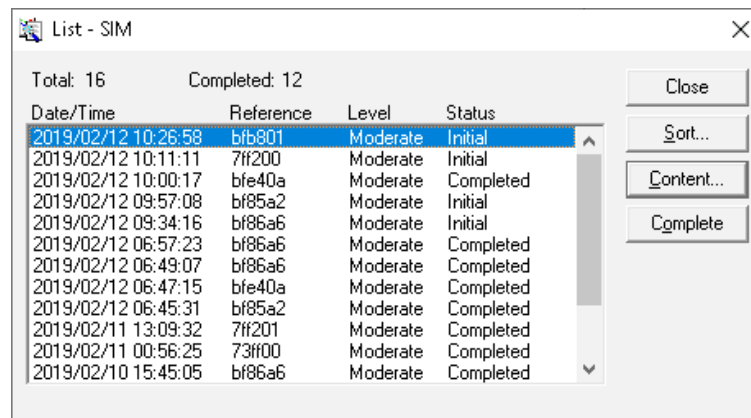 List - SIM
Total: 16 Completed: 12
Date/Time Reference Level Status
2019/02/12 10:26:58 bfb801 Moderate Initial
2019/02/12 10:11:11 7ff200 Moderate Initial
2019/02/12 10:00:17 bfe40a Moderate Completed
2019/02/12 09:57:08 bf85a2 Moderate Initial
2019/02/12 09:34:16 bf86a6 Moderate Initial
2019/02/12 06:57:23 bf86a6 Moderate Completed
2019/02/12 06:49:07 bf86a6 Moderate Completed
2019/02/12 06:47:15 bfe40a Moderate Completed
2019/02/12 06:45:31 bf85a2 Moderate Completed
2019/02/11 13:09:32 7ff201 Moderate Completed
2019/02/11 00:56:25 73ff00 Moderate Completed
2019/02/10 15:45:05 bf86a6 Moderate Completed
Close
Sort...
Content...
Complete